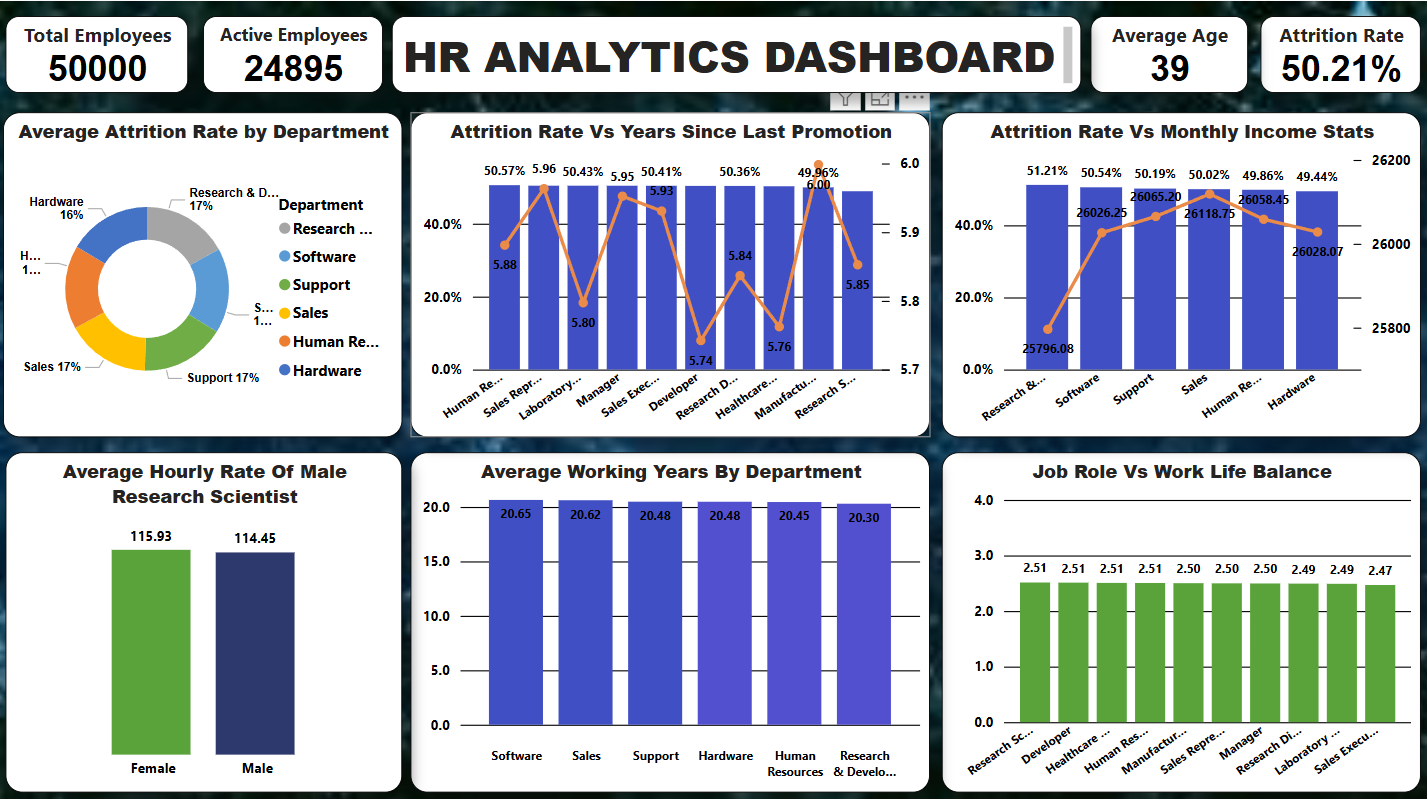 Total Employees
50000
Active Employees
24895
HR ANALYTICS DASHBOARD
Average Age
39
Attrition Rate
50.21%
Average Attrition Rate by Department
Hardware
16%
Research & D...
17%
H...
1...
S...
1...
Sales 17%
Support 17%
Department
Research ...
Software
Support
Sales
Human Re...
Hardware
Attrition Rate Vs Years Since Last Promotion
50.57% 5.96 50.43% 5.95 50.41% 50.36% 49.96%
5.93 6.00
5.88 5.80 5.74 5.84 5.76 5.85
40.0%
20.0%
0.0%
6.0
5.9
5.8
5.7
Human Re... Sales Repr... Laboratory... Manager Sales Exec... Developer Research D... Healthcare... Manufactu... Research S...
Attrition Rate Vs Monthly Income Stats
51.21% 50.54% 50.19% 50.02% 49.86% 49.44%
25796.08 26026.25 26065.20 26118.75 26058.45 26028.07
40.0%
20.0%
0.0%
26200
26000
25800
Research &... Software Support Sales Human Re... Hardware
Average Hourly Rate Of Male
Research Scientist
115.93 114.45
Female Male
Average Working Years By Department
20.0
15.0
10.0
5.0
0.0
20.65 20.62 20.48 20.48 20.45 20.30
Software Sales Support Hardware Human Resources Research & Develo...
Job Role Vs Work Life Balance
4.0
3.0
2.0
1.0
0.0
2.51 2.51 2.51 2.51 2.50 2.50 2.50 2.49 2.49 2.47
Research Sc... Developer Healthcare ... Human Res... Manufactur... Sales Repre... Manager Research Di... Laboratory ... Sales Execu...